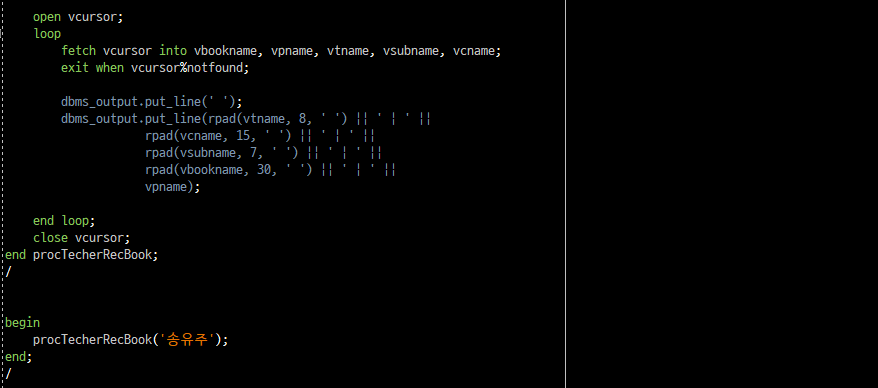 open vcursor;
loop
fetch vcursor into vbookname, vpname, vtname, vsubname, vcname;
exit when vcursor%notfound;
dbms_output.put_line(' ');
dbms_output.put_line(rpad(vtname, 8, ' ') || ' | ' ||
rpad(vcname, 15, ' ') || ' | ' ||
rpad(vsubname, 7, ' ') || ' | ' ||
rpad(vbookname, 30, ' ') || ' | ' ||
vpname);
end loop;
close vcursor;
end procTecherRecBook;
/
begin
procTecherRecBook('송유주');
end;
/